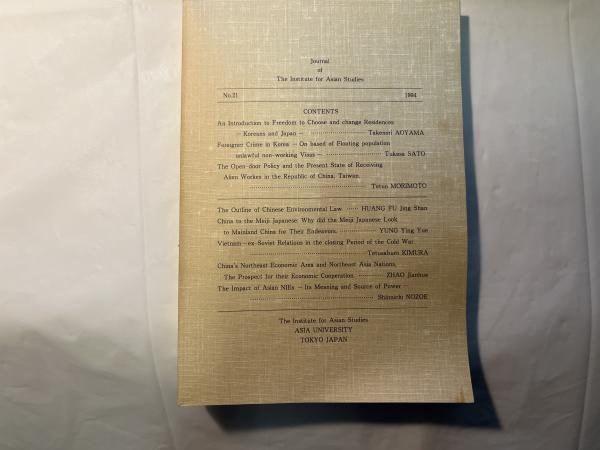 Journal
of
The Institute for Asian Studies
No.21 1994
CONTENTS
An Introduction to Freedom to Choose and change Residences
— Koreans and Japan — ………… Takenori AOYAMA
Foreigner Crime in Korea — On based of Floating population
unlawful non-working Visas — ………… Yukasa SATO
The Open-door Policy and the Present State of Receiving
Alien Workes in the Republic of China, Taiwan.
………… Tetuo MORIMOTO
The Outline of Chinese Environmental Law …… HUANG FU Jing Shan
China to the Meiji Japanese: Why did the Meiji Japanese Look
to Mainland China for Their Endeavors. ………… YUNG Ying Yue
Vietnam-ex-Soviet Relations in the closing Period of the Cold War
………… Tetusaburo KIMURA
China's Northeast Economic Area and Northeast Asia Nations,
The Prospect for their Economic Cooperation ………… ZHAO Jianhua
The Impact of Asian NIEs — Its Meaning and Source of Power —
………… Shinnichi NOZOE
The Institute for Asian Studies
ASIA UNIVERSITY
TOKYO JAPAN